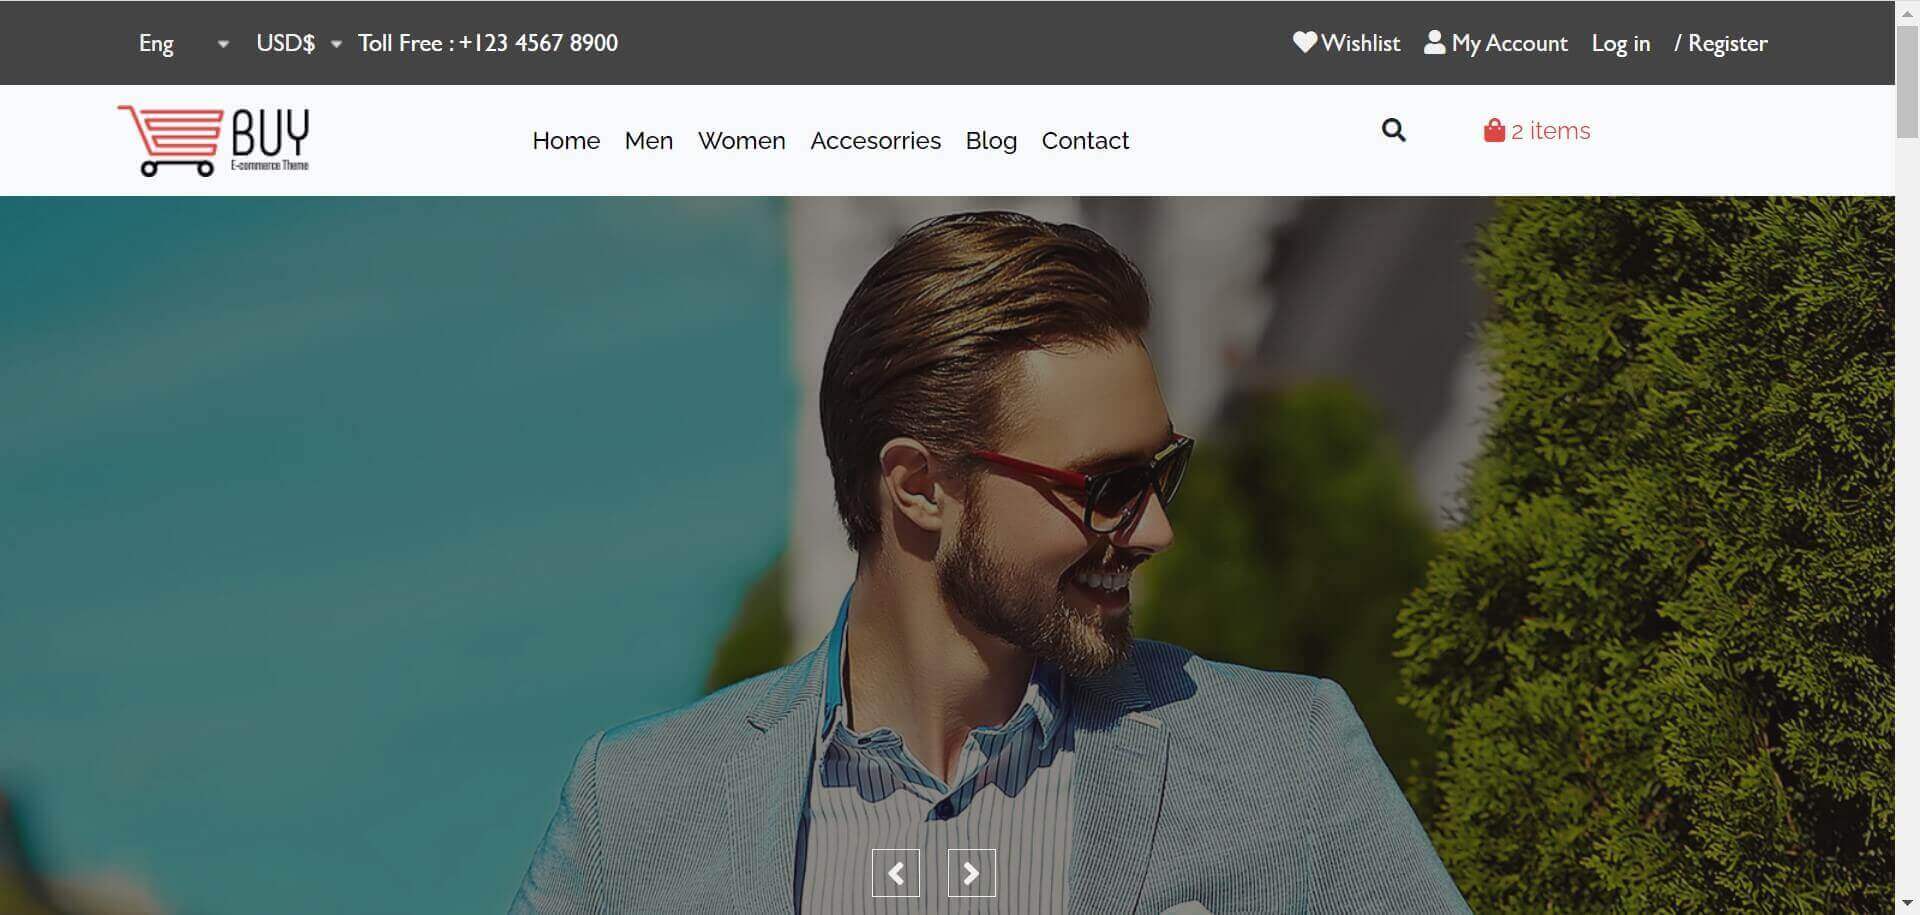 Eng USD$ Toll Free : +123 4567 8900 Wishlist My Account Log in / Register
BUY
E-commerce Theme
Home Men Women Accesorries Blog Contact 2 items